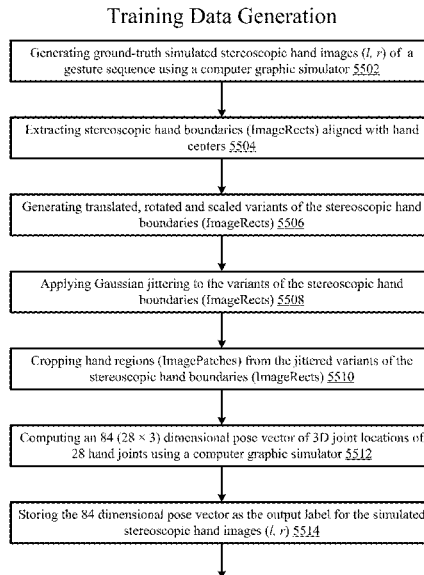 Training Data Generation
Generating ground-truth simulated stereoscopic hand images (l, r) of a
gesture sequence using a computer graphic simulator 5502
Extracting stereoscopic hand boundaries (ImageRects) aligned with hand
centers 5504
Generating translated, rotated and scaled variants of the stereoscopic hand
boundaries (ImageRects) 5506
Applying Gaussian jittering to the variants of the stereoscopic hand
boundaries (ImageRects) 5508
Cropping hand regions (ImagePatches) from the jittered variants of the
stereoscopic hand boundaries (ImageRects) 5510
Computing an 84 (28 × 3) dimensional pose vector of 3D joint locations of
28 hand joints using a computer graphic simulator 5512
Storing the 84 dimensional pose vector as the output label for the simulated
stereoscopic hand images (l, r) 5514